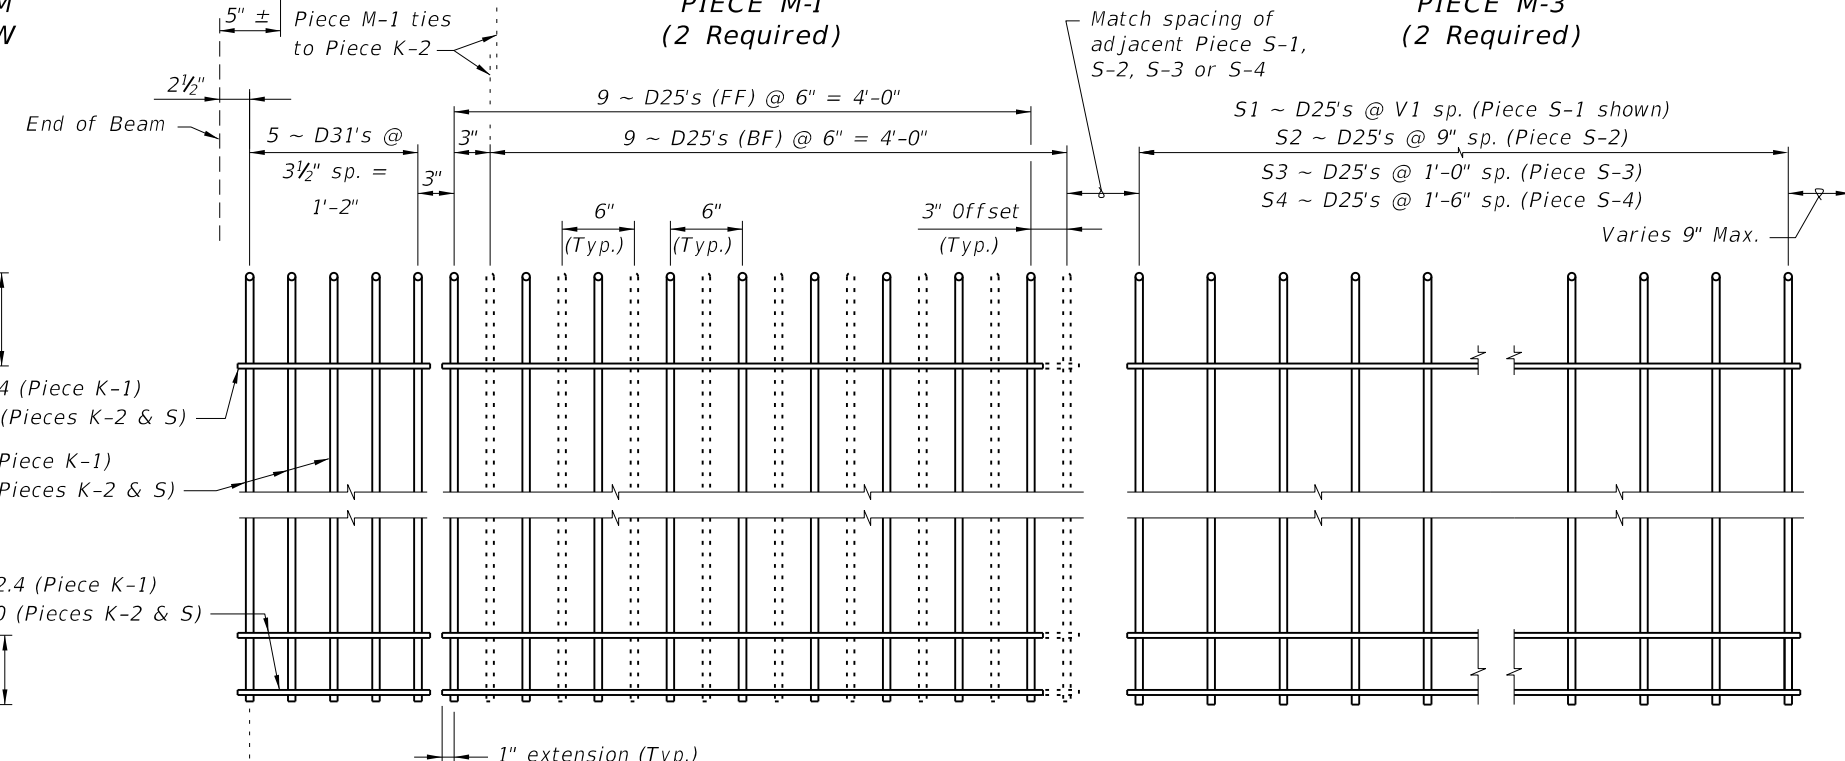 5" ±
Piece M-1 ties
to Piece K-2
(2 Required)
Match spacing of
adjacent Piece S-1,
S-2, S-3 or S-4
(2 Required)
2½"
End of Beam
5 ~ D31's @
3½" sp. =
1'-2"
3"
3"
9 ~ D25's (FF) @ 6" = 4'-0"
9 ~ D25's (BF) @ 6" = 4'-0"
6"
(Typ.)
6"
(Typ.)
3" Offset
(Typ.)
S1 ~ D25's @ V1 sp. (Piece S-1 shown)
S2 ~ D25's @ 9" sp. (Piece S-2)
S3 ~ D25's @ 1'-0" sp. (Piece S-3)
S4 ~ D25's @ 1'-6" sp. (Piece S-4)
Varies 9" Max.
4 (Piece K-1)
(Pieces K-2 & S)
Piece K-1)
Pieces K-2 & S)
2.4 (Piece K-1)
0 (Pieces K-2 & S)
1" extension (Typ.)